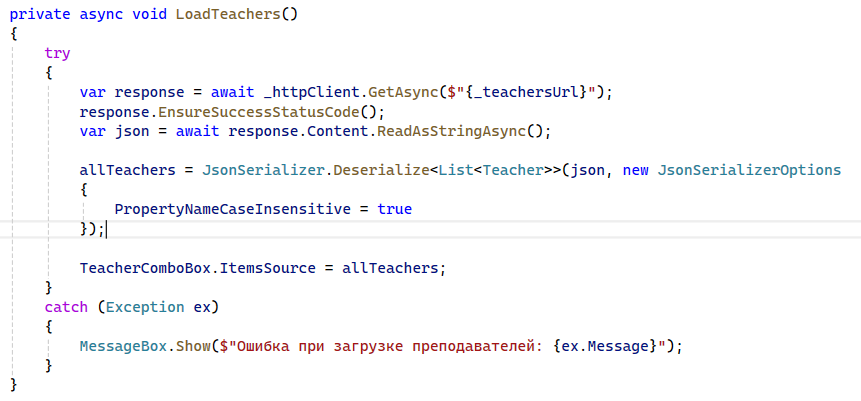 private async void LoadTeachers()
{
    try
    {
        var response = await _httpClient.GetAsync($"{_teachersUrl}");
        response.EnsureSuccessStatusCode();
        var json = await response.Content.ReadAsStringAsync();

        allTeachers = JsonSerializer.Deserialize<List<Teacher>>(json, new JsonSerializerOptions
        {
            PropertyNameCaseInsensitive = true
        });

        TeacherComboBox.ItemsSource = allTeachers;
    }
    catch (Exception ex)
    {
        MessageBox.Show($"Ошибка при загрузке преподавателей: {ex.Message}");
    }
}